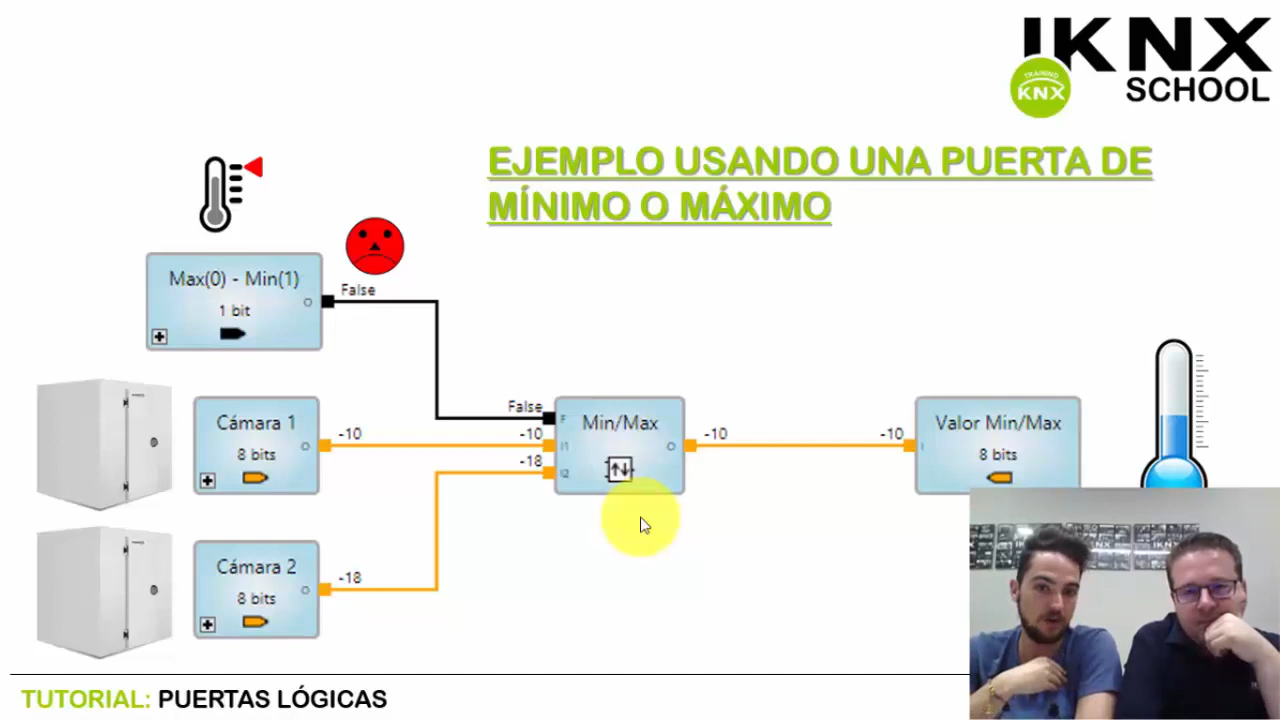 IKNX
SCHOOL
TRAINING
KNX
EJEMPLO USANDO UNA PUERTA DE
MÍNIMO O MÁXIMO
Max(0) - Min(1)
1 bit
O
False
False
Cámara 1
8 bits
O
-10
-10
-18
F
I1
I2
Min/Max
O
-10
-10
I
Valor Min/Max
8 bits
Cámara 2
8 bits
O
-18
TUTORIAL: PUERTAS LÓGICAS